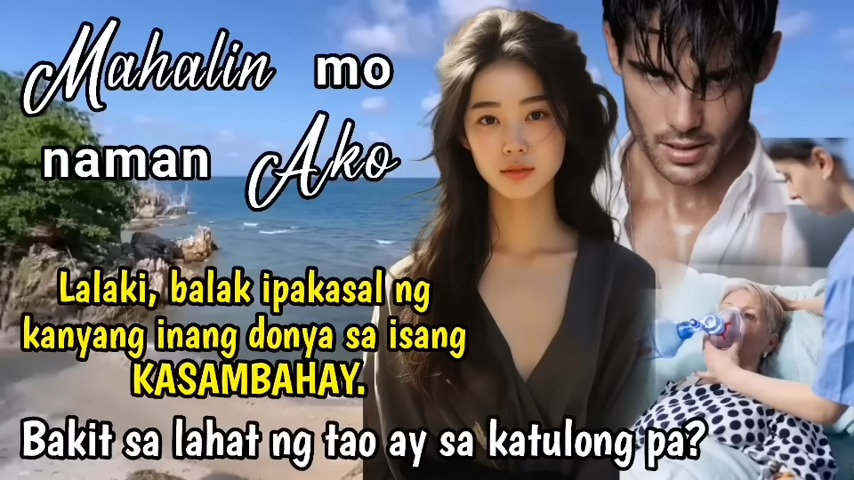 Mahalin mo
naman Ako
Lalaki, balak ipakasal ng
kanyang inang donya sa isang
KASAMBAHAY.
Bakit sa lahat ng tao ay sa katulong pa?